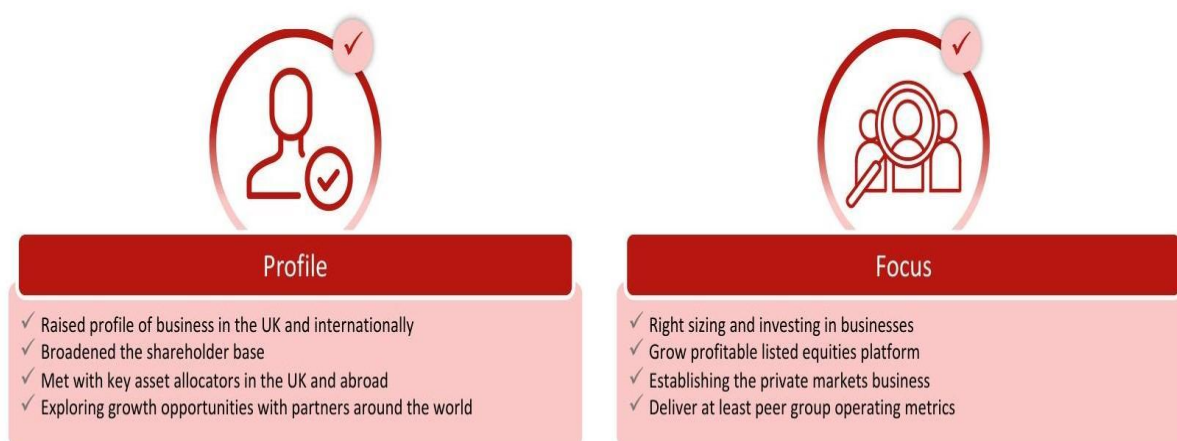 Profile
✓ Raised profile of business in the UK and internationally
✓ Broadened the shareholder base
✓ Met with key asset allocators in the UK and abroad
✓ Exploring growth opportunities with partners around the world
Focus
✓ Right sizing and investing in businesses
✓ Grow profitable listed equities platform
✓ Establishing the private markets business
✓ Deliver at least peer group operating metrics